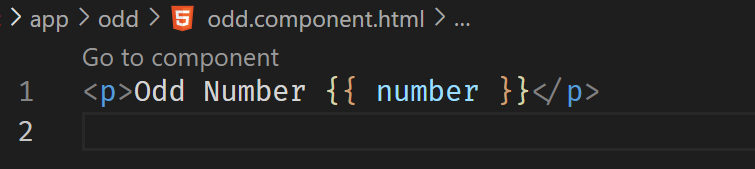 > app > odd > odd.component.html > ...
Go to component
1 <p>Odd Number {{ number }}</p>
2